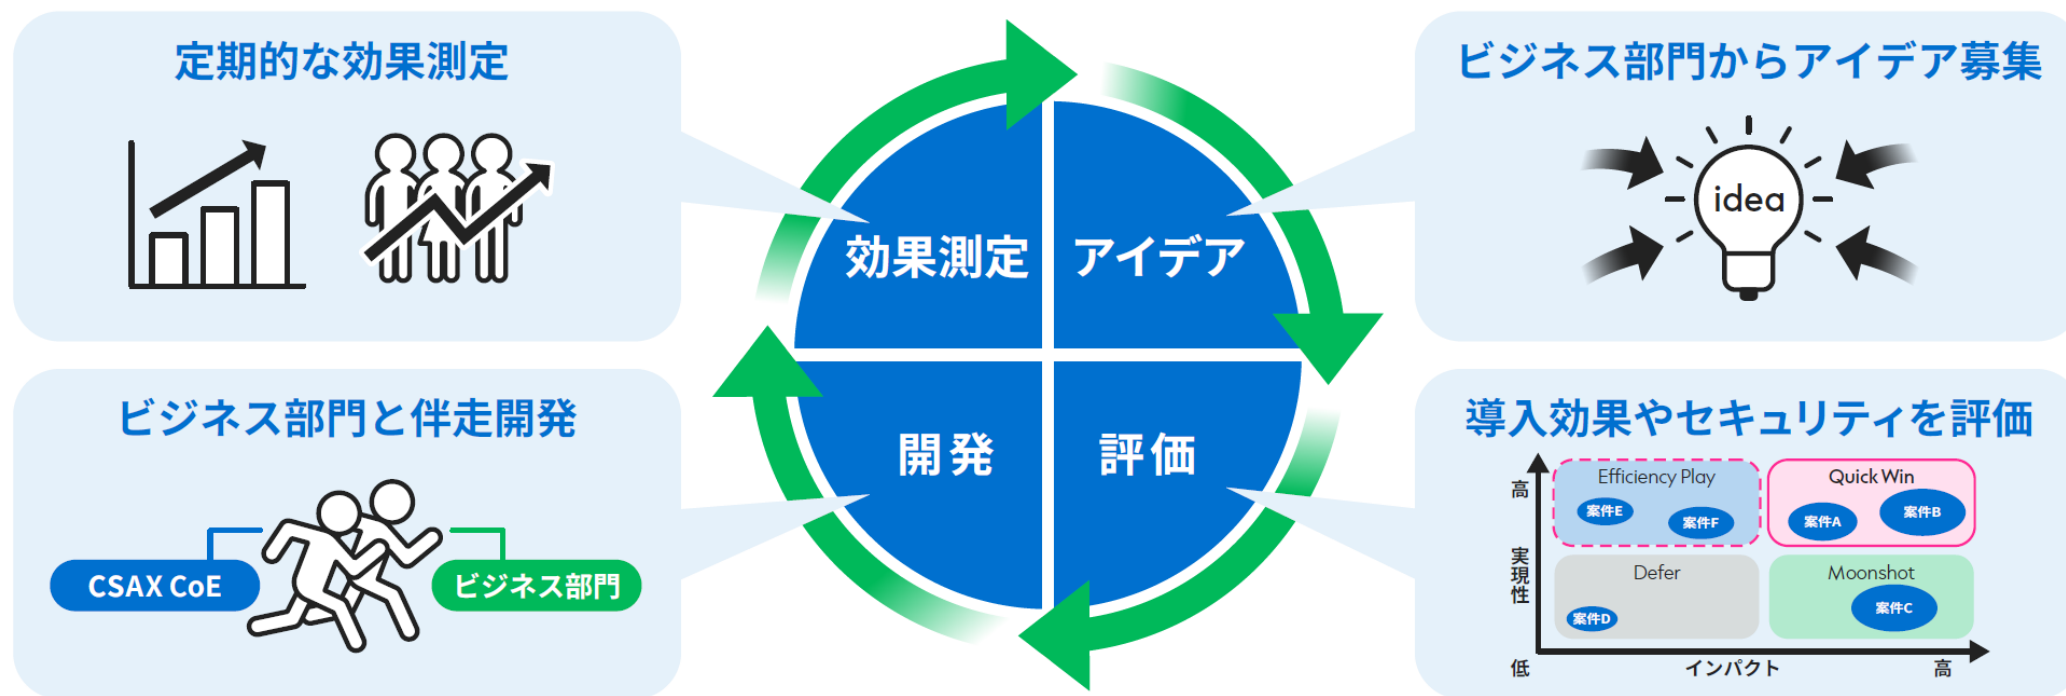 定期的な効果測定
ビジネス部門からアイデア募集
idea
効果測定
アイデア
開発
評価
ビジネス部門と伴走開発
CSAX CoE
ビジネス部門
導入効果やセキュリティを評価
高
実現性
低
Efficiency Play
案件E
案件F
Quick Win
案件A
案件B
Defer
案件D
Moonshot
案件C
インパクト
高